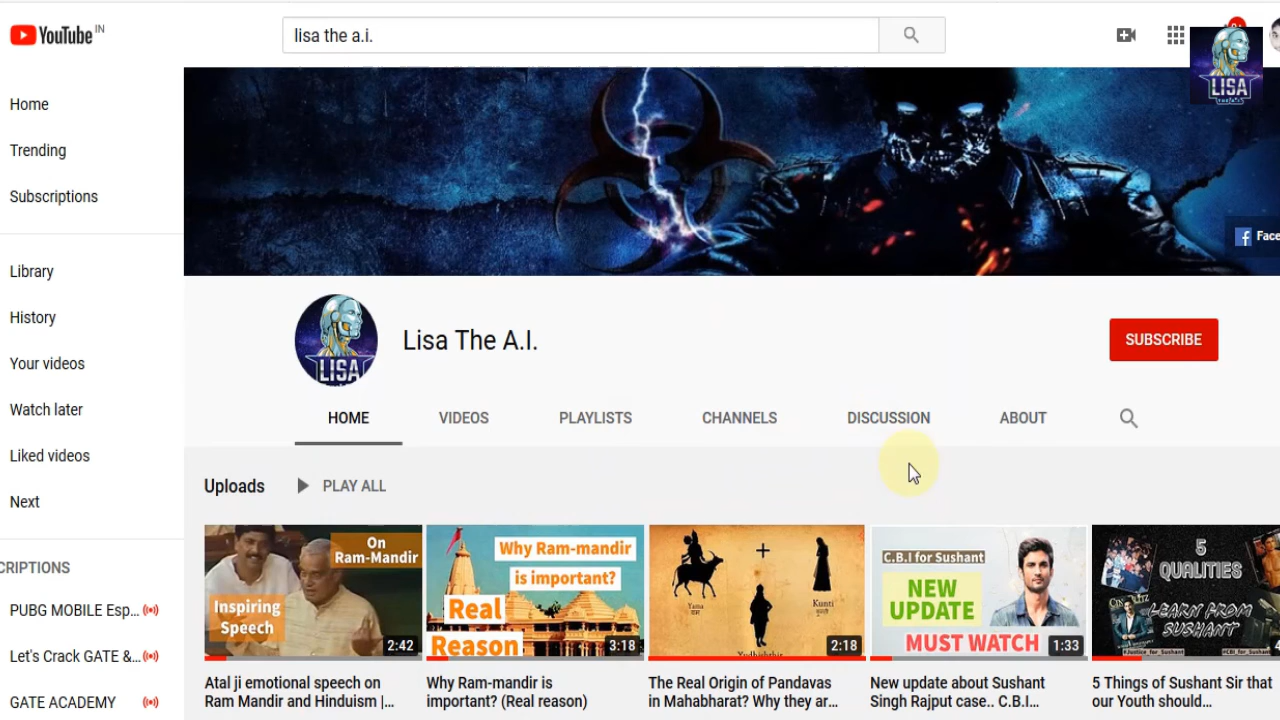 YouTube IN
lisa the a.i.
LISA
Home
Trending
Subscriptions
Library
History
Your videos
Watch later
Liked videos
Next
CRIPTIONS
PUBG MOBILE Esp...
Let's Crack GATE &...
GATE ACADEMY
Face
LISA
Lisa The A.I.
SUBSCRIBE
HOME VIDEOS PLAYLISTS CHANNELS DISCUSSION ABOUT
Uploads PLAY ALL
On
Ram-Mandir
Inspiring
Speech
2:42
Atal ji emotional speech on
Ram Mandir and Hinduism |...
Why Ram-mandir
is important?
Real
Reason
3:18
Why Ram-mandir is
important? (Real reason)
+
Yama
Kunti
Yudhishthir
2:18
The Real Origin of Pandavas
in Mahabharat? Why they ar...
C.B.I for Sushant
NEW
UPDATE
MUST WATCH
1:33
New update about Sushant
Singh Rajput case.. C.B.I...
5
QUALITIES
LEARN FROM
SUSHANT
#Justice_for_Sushant
#CBI_for_Sushant
5 Things of Sushant Sir that
our Youth should...